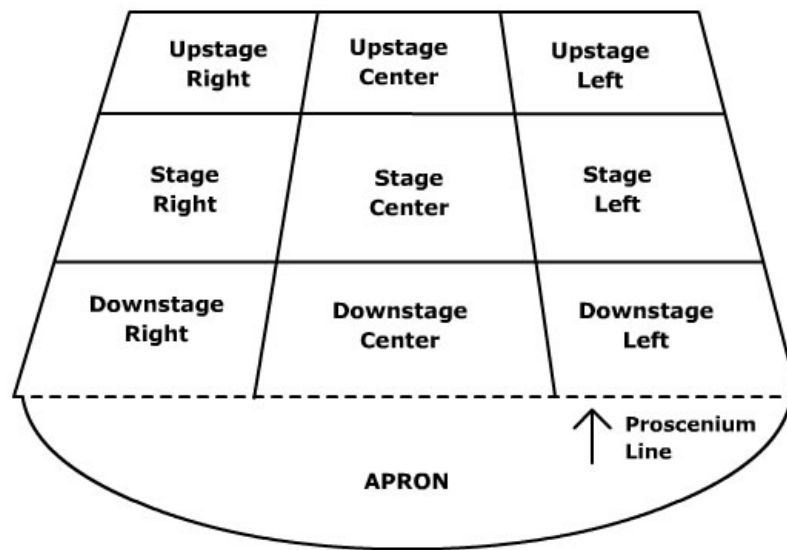 Upstage
Right
Upstage
Center
Upstage
Left
Stage
Right
Stage
Center
Stage
Left
Downstage
Right
Downstage
Center
Downstage
Left
Proscenium
Line
APRON